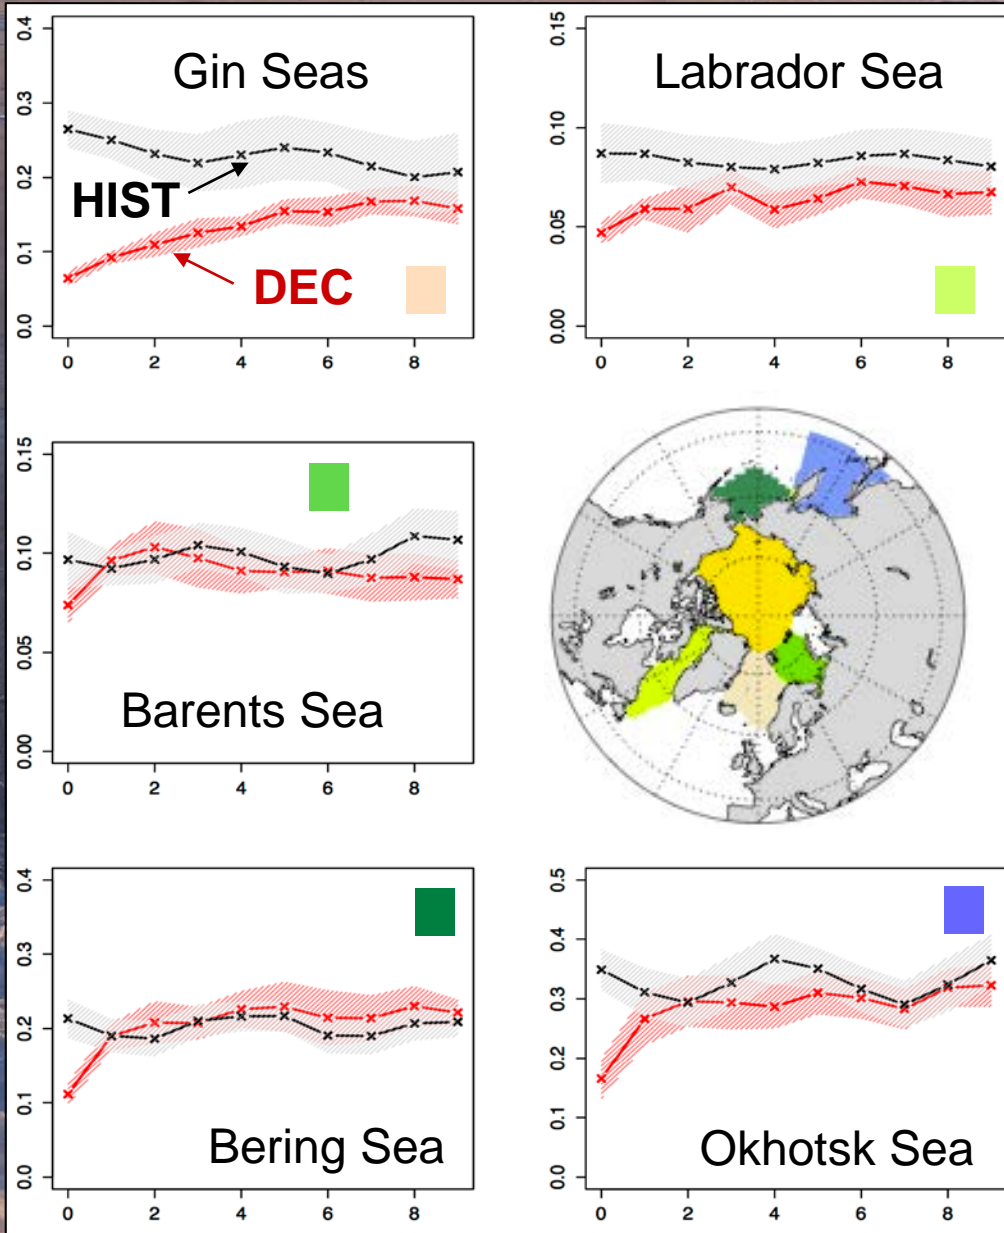 Gin Seas
0.4
0.3
0.2
0.1
0.0
HIST
DEC
0 2 4 6 8
Labrador Sea
0.15
0.10
0.05
0.00
0 2 4 6 8
Barents Sea
0.15
0.10
0.05
0.00
0 2 4 6 8
Bering Sea
0.4
0.3
0.2
0.1
0.0
0 2 4 6 8
Okhotsk Sea
0.5
0.4
0.3
0.2
0.1
0.0
0 2 4 6 8